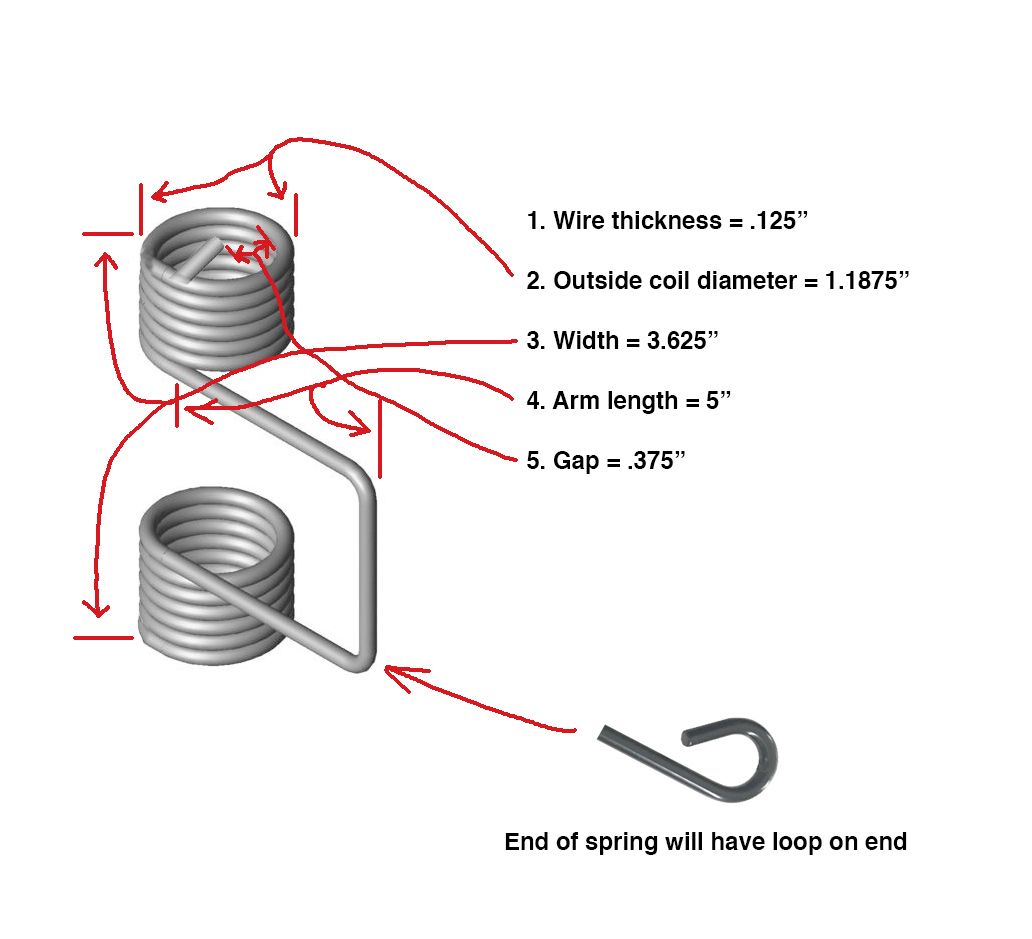 1. Wire thickness = .125”
2. Outside coil diameter = 1.1875”
3. Width = 3.625”
4. Arm length = 5”
5. Gap = .375”
End of spring will have loop on end